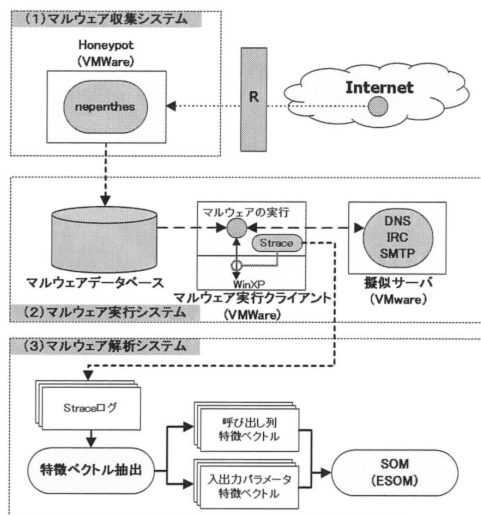 (1)マルウェア収集システム
Honeypot
(VMWare)
nepenthes
R
Internet
マルウェアの実行
Strace
WinXP
DNS
IRC
SMTP
マルウェアデータベース
マルウェア実行クライアント
(VMWare)
擬似サーバ
(VMware)
(2)マルウェア実行システム
(3)マルウェア解析システム
Straceログ
特徴ベクトル抽出
呼び出し列
特徴ベクトル
入出力パラメータ
特徴ベクトル
SOM
(ESOM)